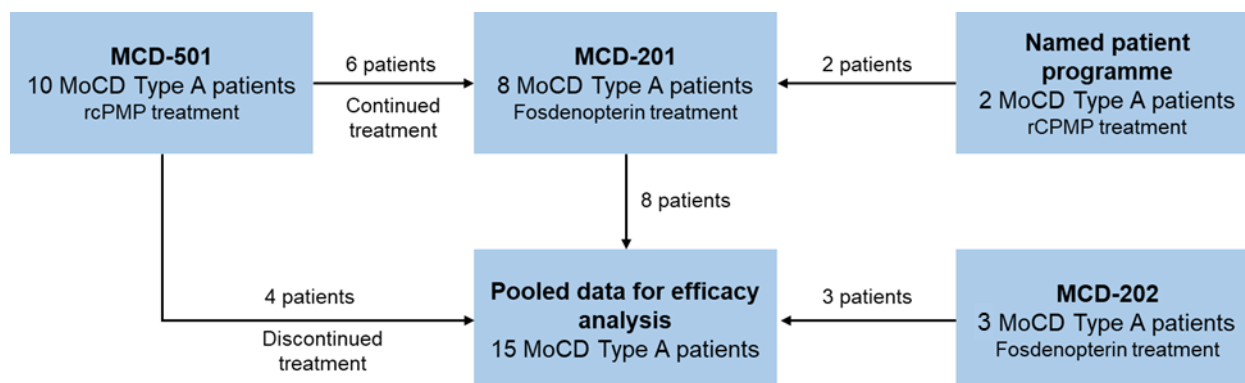 MCD-501
10 MoCD Type A patients
rcPMP treatment
6 patients
Continued
treatment
MCD-201
8 MoCD Type A patients
Fosdenopterin treatment
2 patients
Named patient
programme
2 MoCD Type A patients
rCPMP treatment
8 patients
4 patients
Discontinued
treatment
Pooled data for efficacy
analysis
15 MoCD Type A patients
3 patients
MCD-202
3 MoCD Type A patients
Fosdenopterin treatment